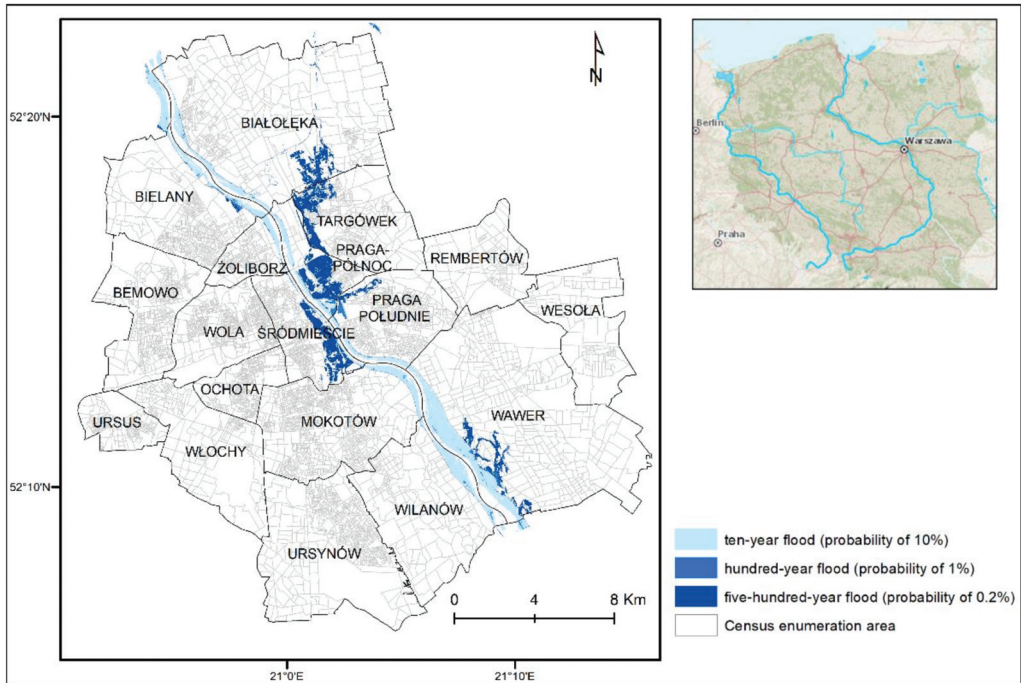 52°20'N
52°10'N
21°0'E
21°10'E
N
BIAŁOŁĘKA
BIELANY
TARGÓWEK
ŻOLIBORZ
PRAGA-
PÓŁNOC
REMBERTÓW
BEMOWO
PRAGA
POŁUDNIE
WESOŁA
WOLA
ŚRÓDMIEŚCIE
OCHOTA
URSUS
MOKOTÓW
WAWER
WŁOCHY
WILANÓW
URSYNÓW
0 4 8 Km
Berlin
Warszawa
Praha
ten-year flood (probability of 10%)
hundred-year flood (probability of 1%)
five-hundred-year flood (probability of 0.2%)
Census enumeration area